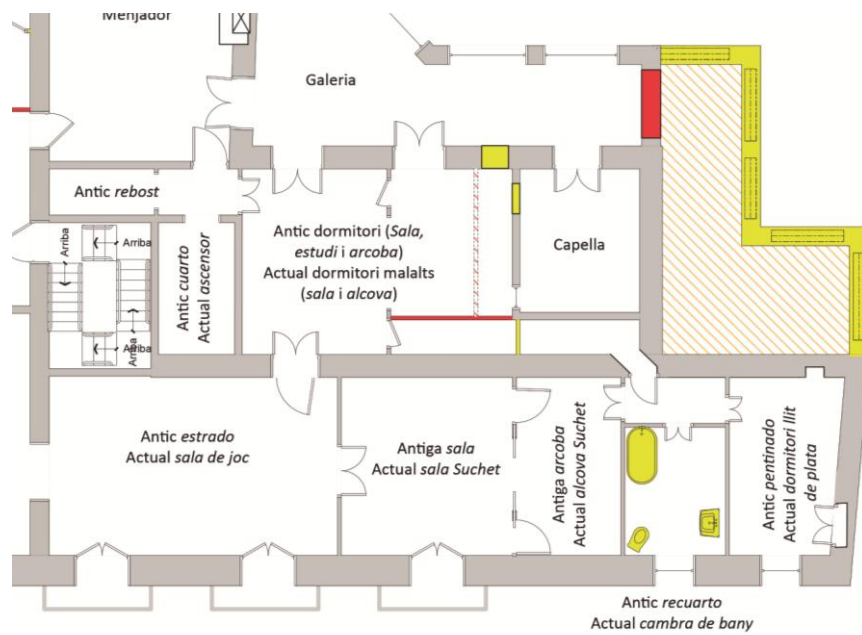 Menjador
Galeria
Antic rebost
Arriba
Arriba
Arriba
Arriba
Antic cuarto
Actual ascensor
Antic dormitori (Sala,
estudi i arcoba)
Actual dormitori malalts
(sala i alcova)
Capella
Antic estrado
Actual sala de joc
Antiga sala
Actual sala Suchet
Antiga arcoba
Actual alcova Suchet
Antic pentinado
Actual dormitori llit
de plata
Antic recuarto
Actual cambra de bany